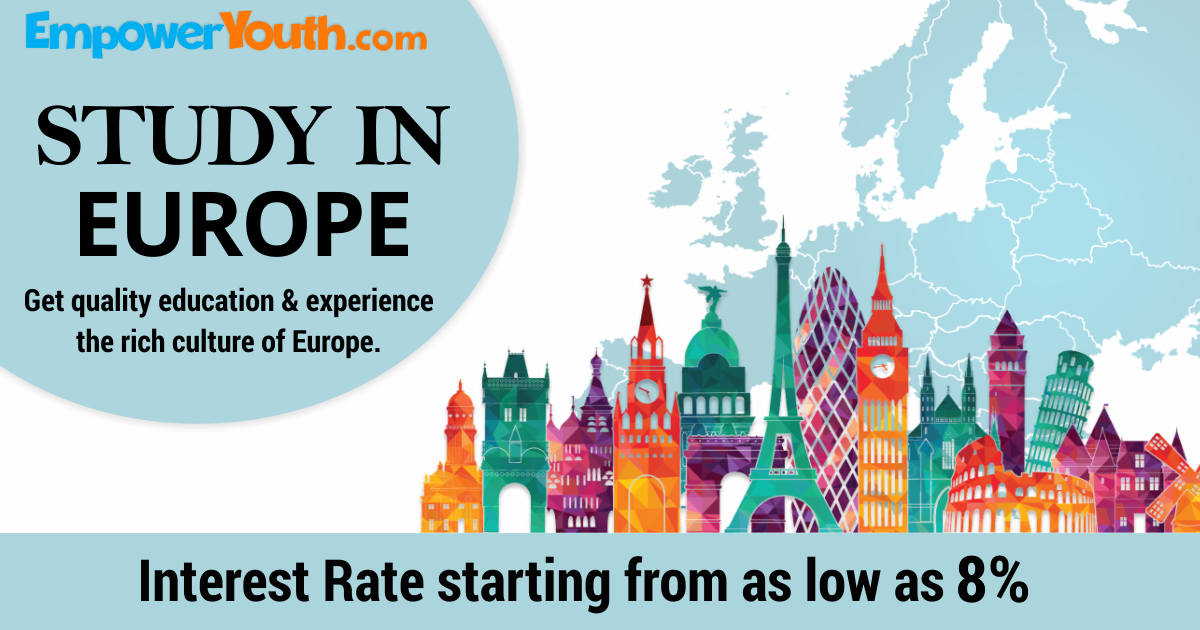 EmpowerYouth.com
STUDY IN
EUROPE
Get quality education & experience
the rich culture of Europe.
Interest Rate starting from as low as 8%